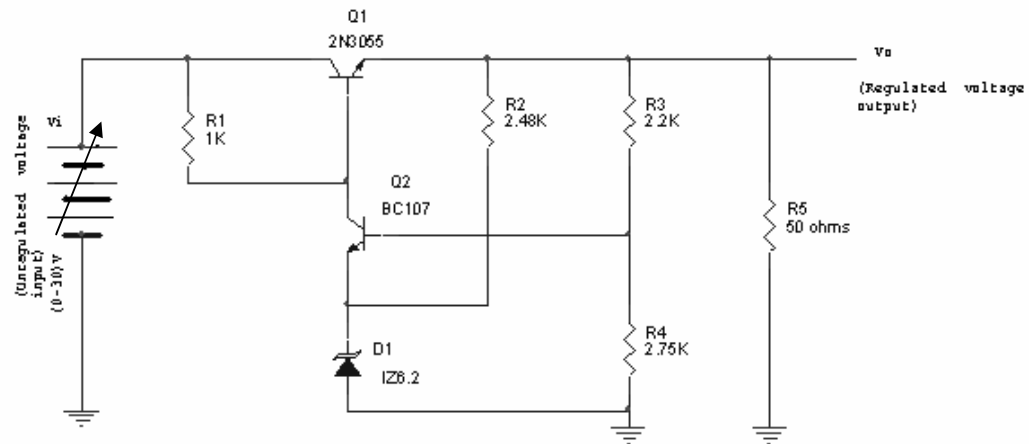 Q1
2N3055
Vo
(Regulated voltage
output)
R1
1K
R2
2.48K
R3
2.2K
Vi
(Unregulated voltage
input)
(0-30)V
Q2
BC107
R5
50 ohms
R4
2.75K
D1
IZ6.2